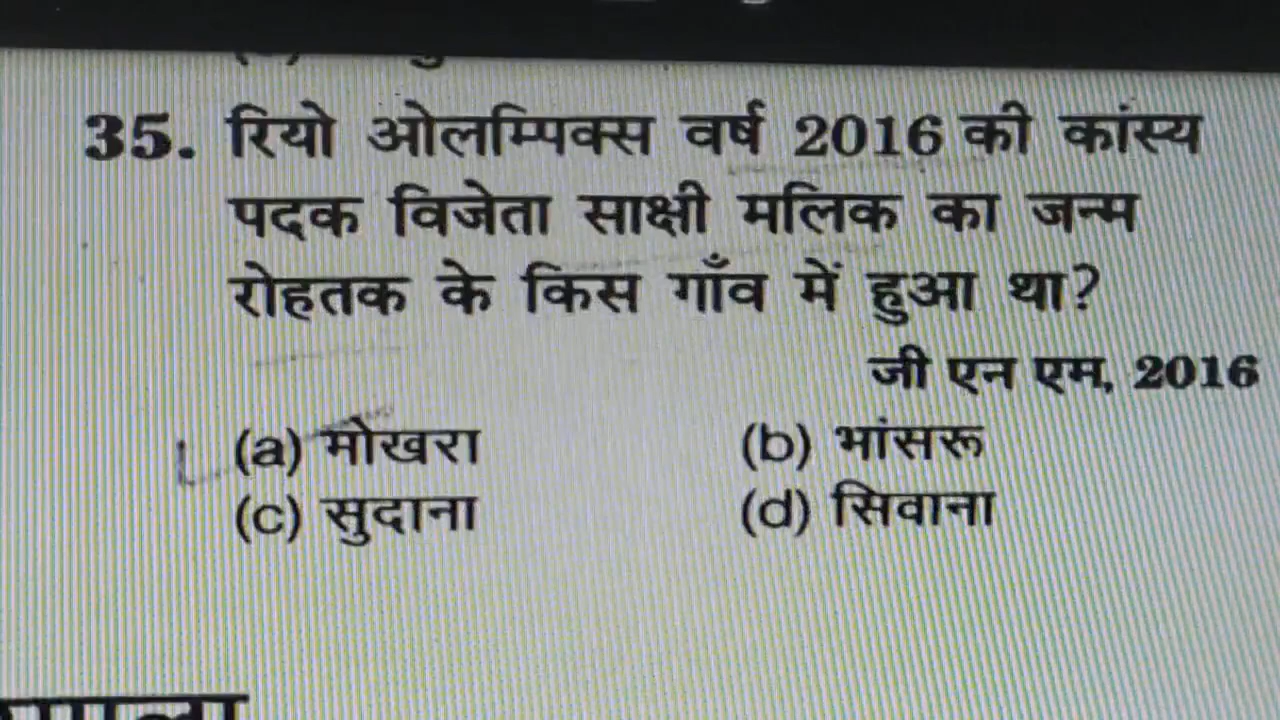 35. रियो ओलम्पिक्स वर्ष 2016 की कांस्य
पदक विजेता साक्षी मलिक का जन्म
रोहतक के किस गाँव में हुआ था?
जी एन एम, 2016
(a) मोखरा (b) भांसरू
(c) सुदाना (d) सिवाना